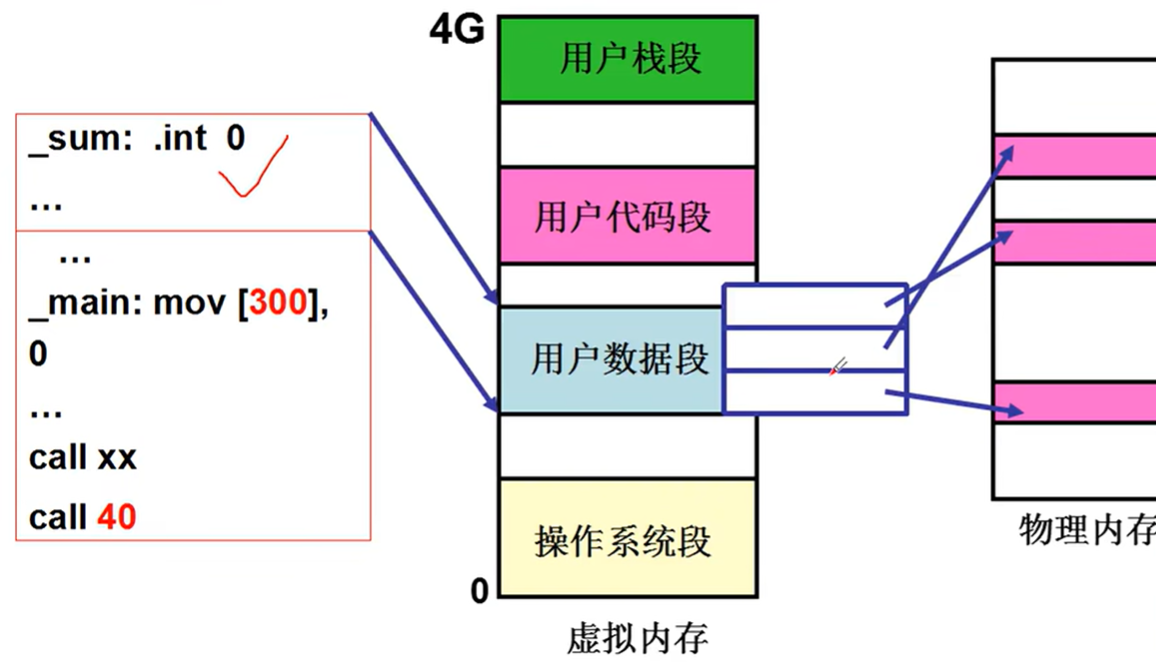 4G
用户栈段
_sum: .int 0
...
...
_main: mov [300],
0
...
call xx
call 40
用户代码段
用户数据段
操作系统段
0
虚拟内存
物理内存